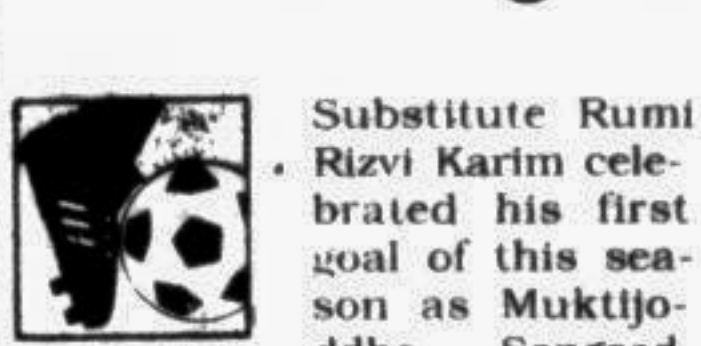 Substitute Rumi
Rizvi Karim cele-
brated his first
goal of this sea-
son as Muktijo-